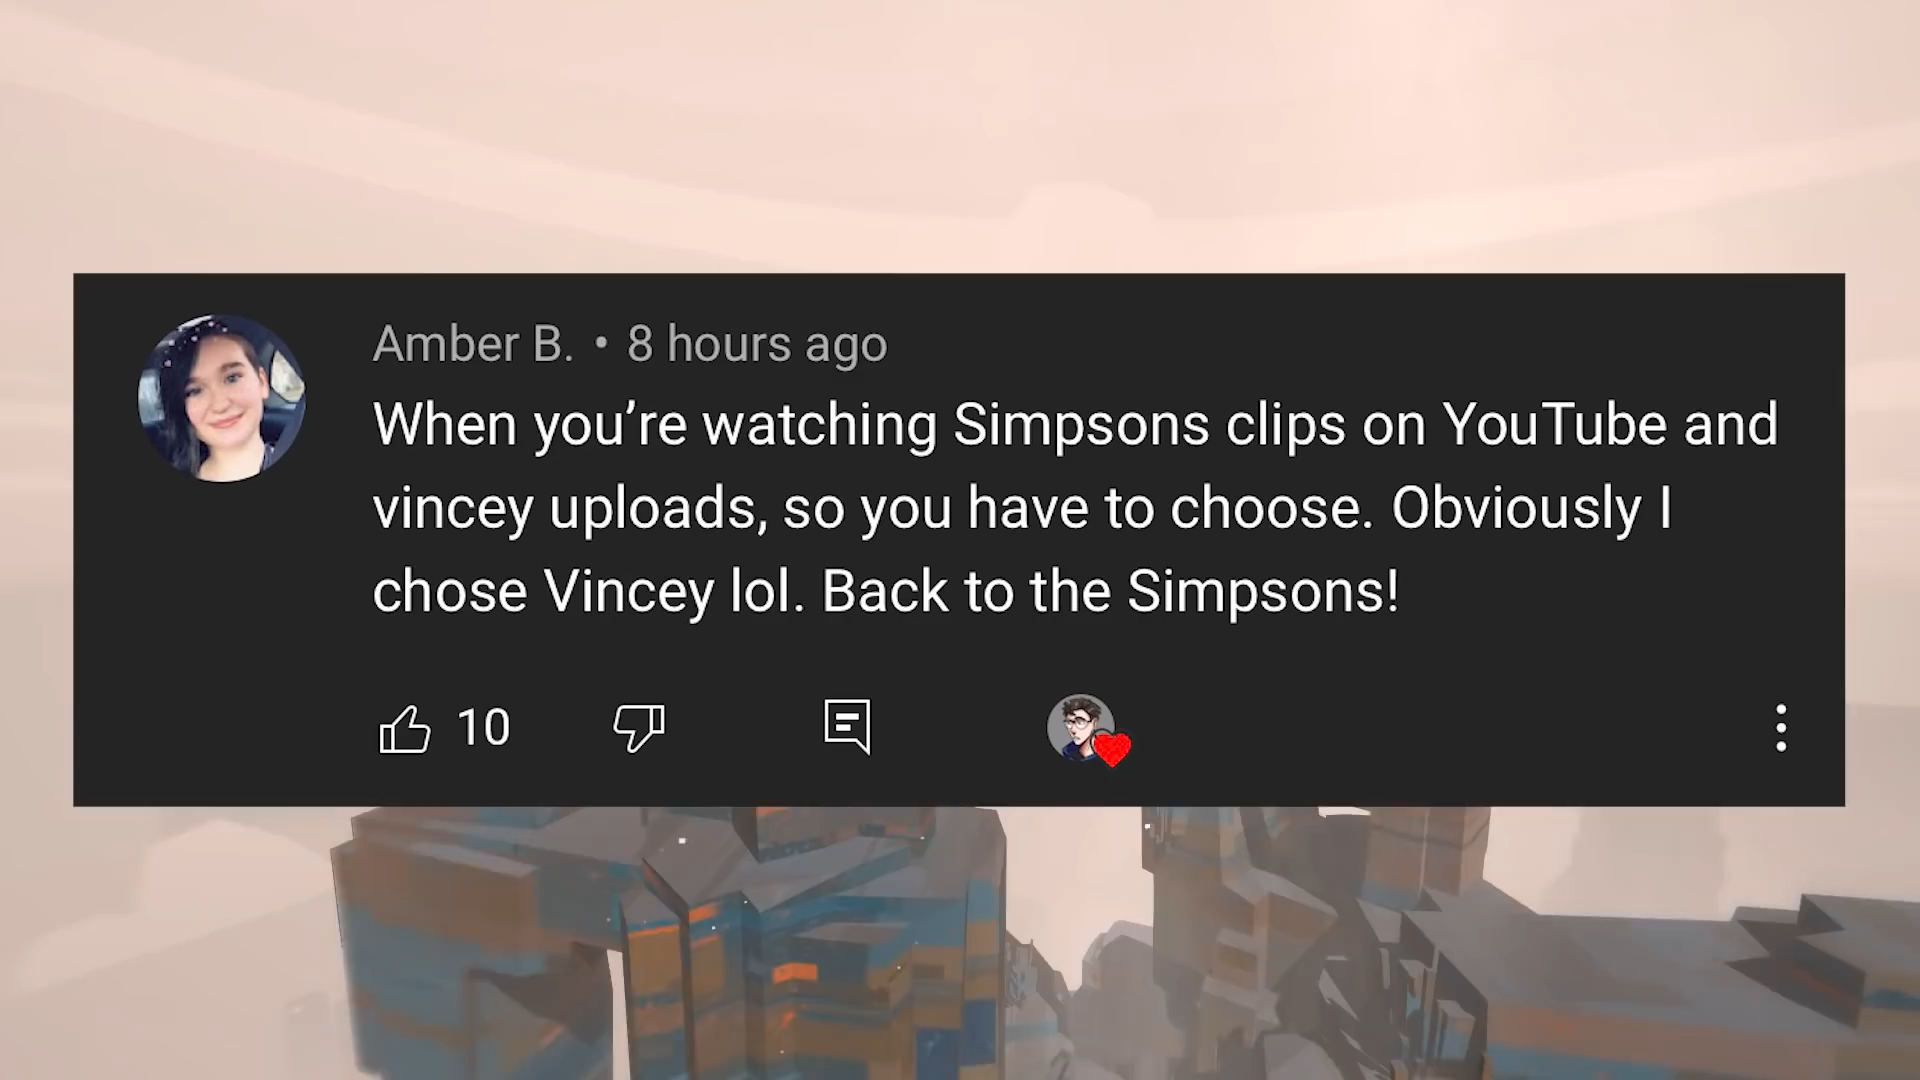 Amber B. • 8 hours ago
When you’re watching Simpsons clips on YouTube and
vincey uploads, so you have to choose. Obviously I
chose Vincey lol. Back to the Simpsons!
10